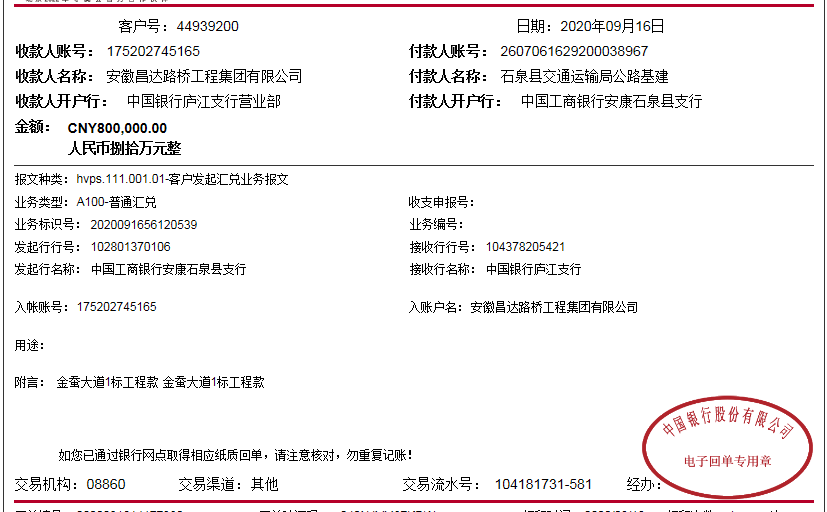 客户号：44939200 日期：2020年09月16日
收款人账号：175202745165 付款人账号：2607061629200038967
收款人名称：安徽昌达路桥工程集团有限公司 付款人名称：石泉县交通运输局公路基建
收款人开户行：中国银行庐江支行营业部 付款人开户行：中国工商银行安康石泉县支行
金额：CNY800,000.00
人民币捌拾万元整
报文种类：hvps.111.001.01-客户发起汇兑业务报文
业务类型：A100-普通汇兑 收支申报号：
业务标识号：2020091656120539 业务编号：
发起行行号：102801370106 接收行行号：104378205421
发起行名称：中国工商银行安康石泉县支行 接收行名称：中国银行庐江支行
入帐账号：175202745165 入账户名：安徽昌达路桥工程集团有限公司
用途：
附言：金蚕大道1标工程款 金蚕大道1标工程款
中国银行股份有限公司
电子回单专用章
如您已通过银行网点取得相应纸质回单，请注意核对，勿重复记账！
交易机构：08860 交易渠道：其他 交易流水号：104181731-581 经办：